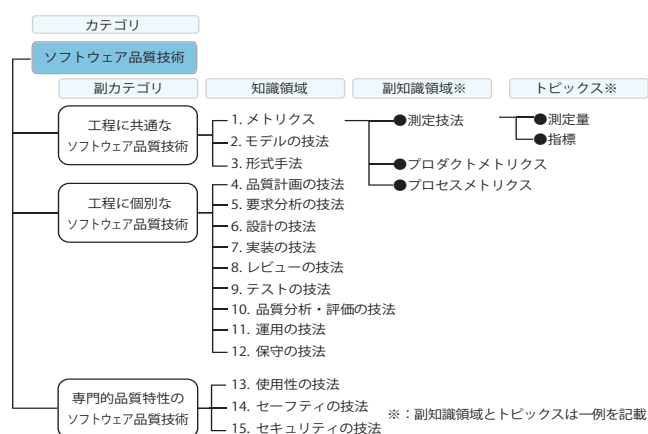 カテゴリ
ソフトウェア品質技術
副カテゴリ
知識領域
副知識領域※
トピックス※
工程に共通な
ソフトウェア品質技術
1. メトリクス
2. モデルの技法
3. 形式手法
●測定技法
●プロダクトメトリクス
●プロセスメトリクス
●測定量
●指標
工程に個別な
ソフトウェア品質技術
4. 品質計画の技法
5. 要求分析の技法
6. 設計の技法
7. 実装の技法
8. レビューの技法
9. テストの技法
10. 品質分析・評価の技法
11. 運用の技法
12. 保守の技法
専門的品質特性の
ソフトウェア品質技術
13. 使用性の技法
14. セーフティの技法
15. セキュリティの技法
※：副知識領域とトピックスは一例を記載